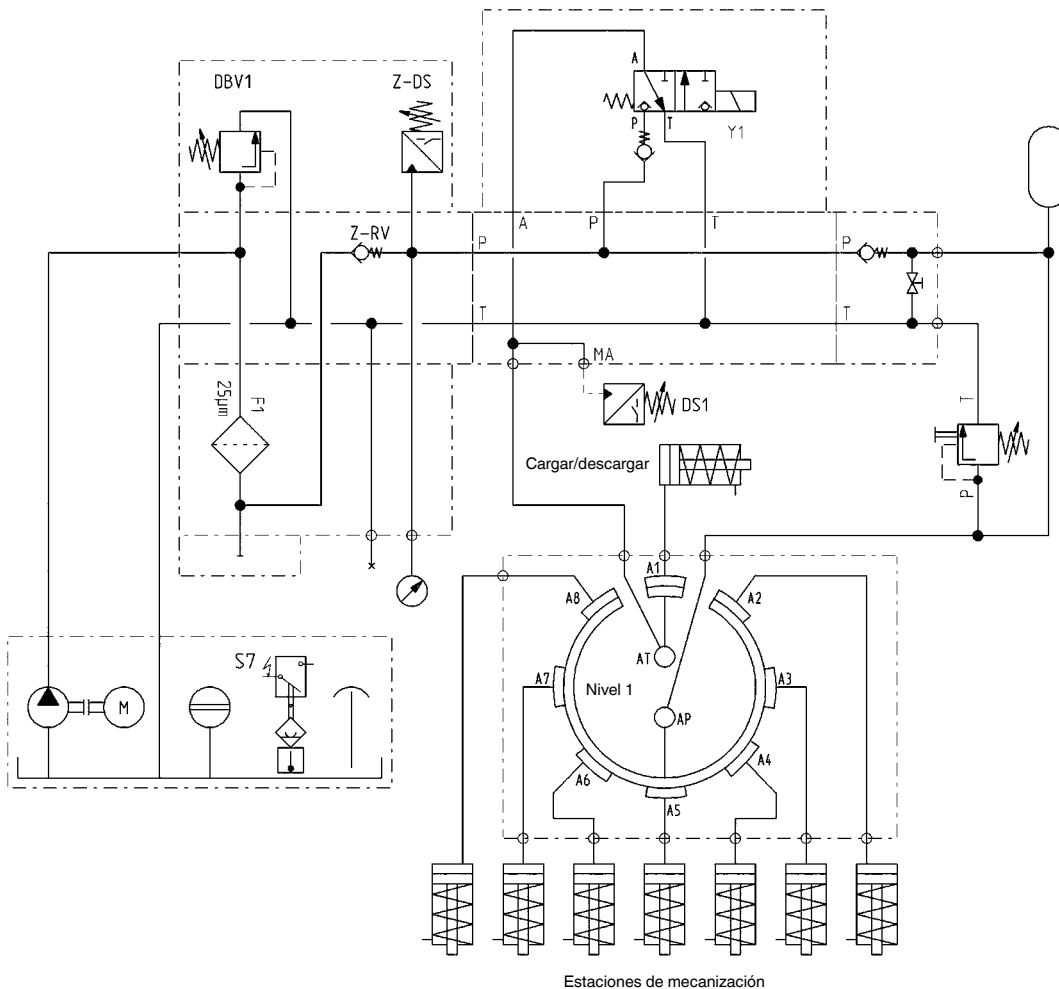 DBV1
Z-DS
A
P
T
Y1
Z-RV
A
P
T
P
P
T
T
MA
DS1
25µm
F1
T
P
Cargar/descargar
A1
A8
A2
AT
A7
Nivel 1
A3
AP
A6
A4
A5
S7
M
Estaciones de mecanización